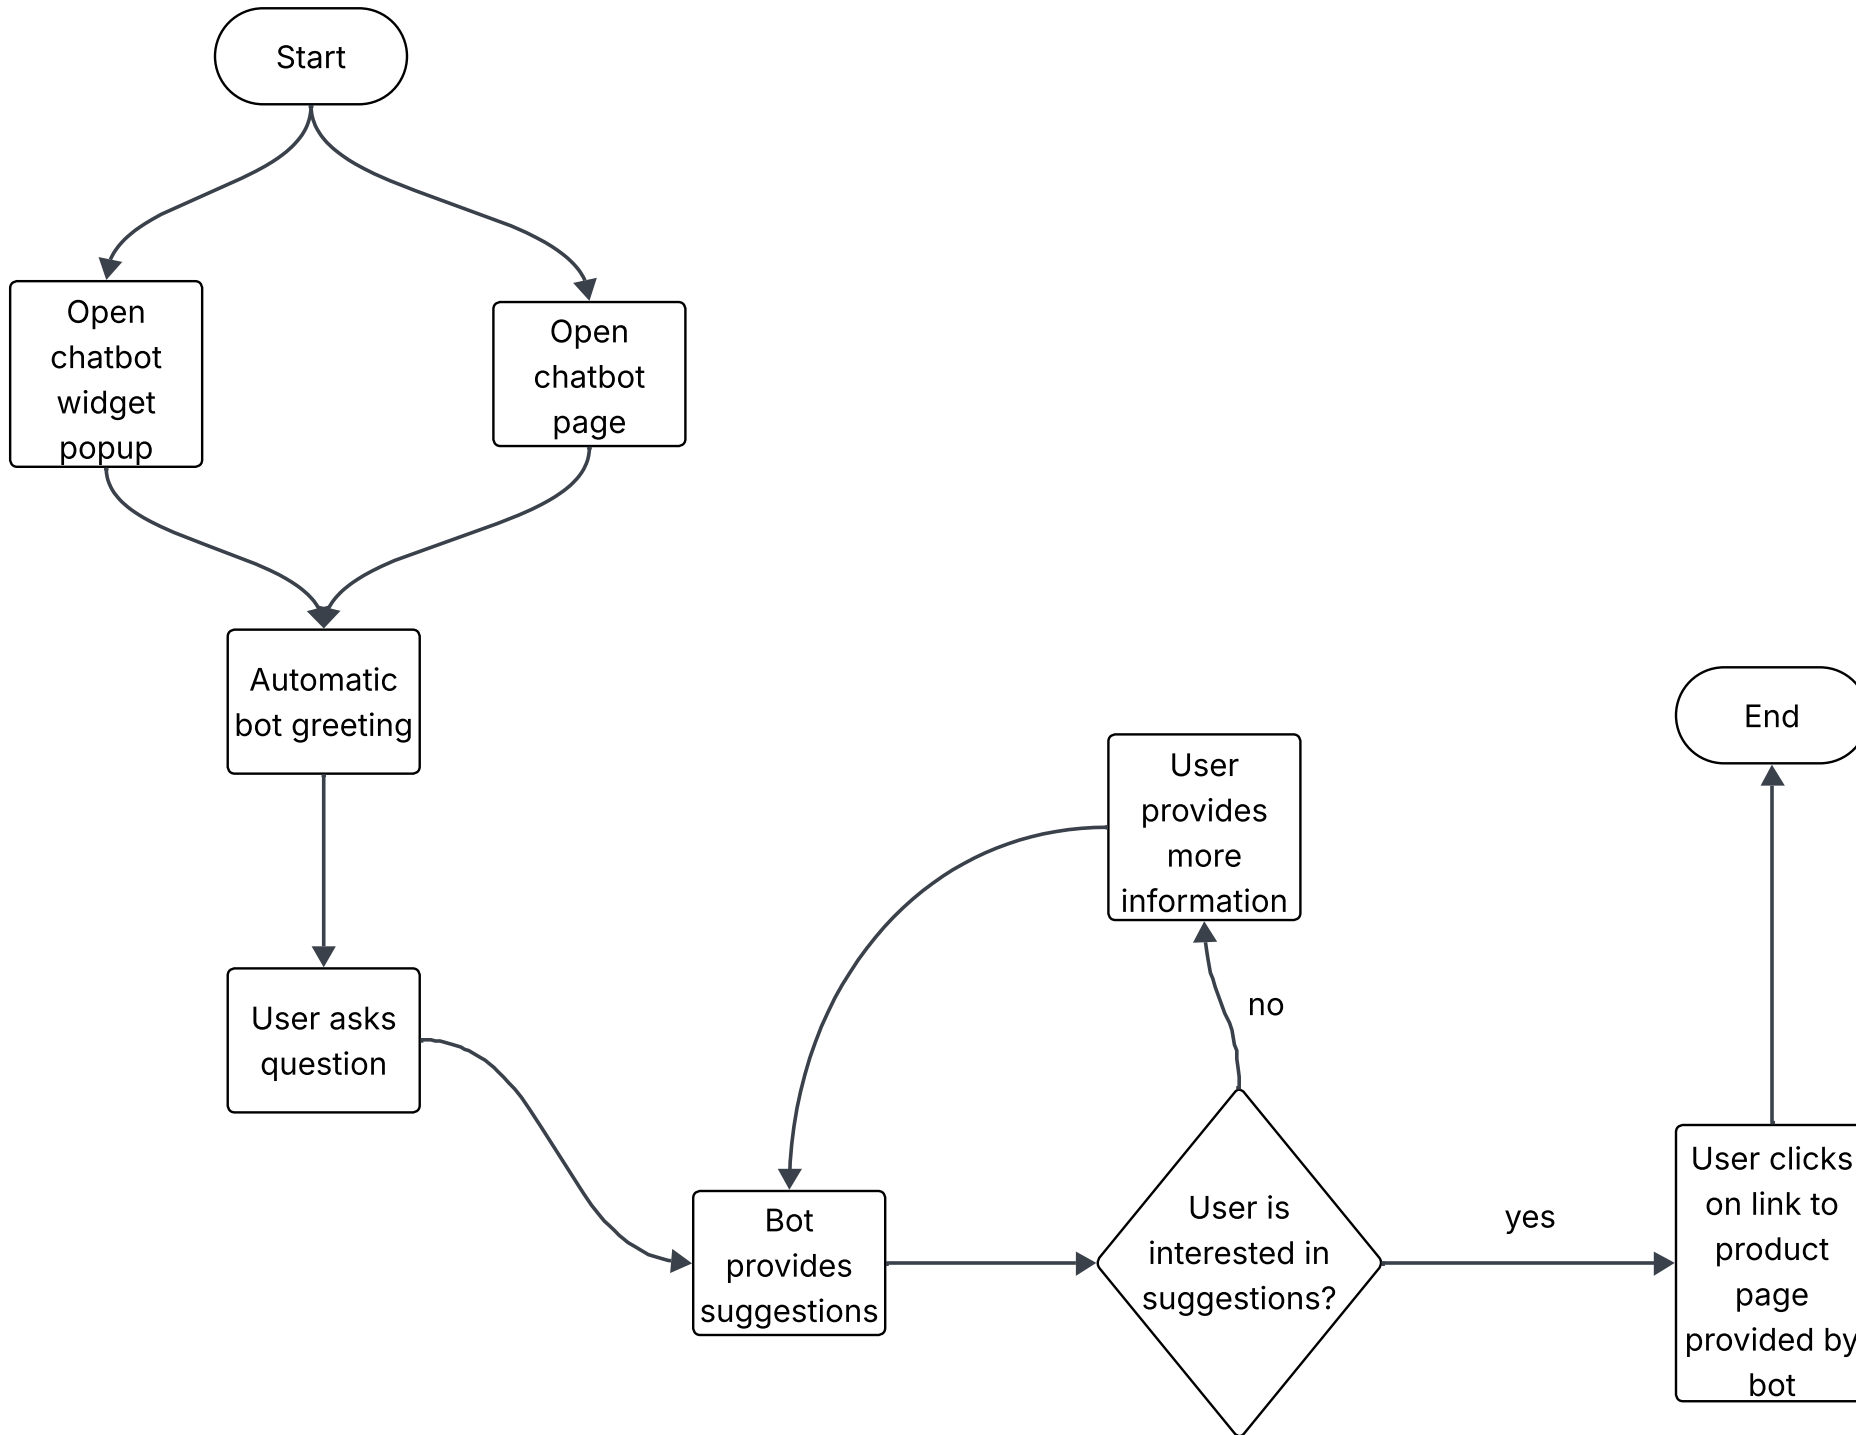 Start
Open
chatbot
widget
popup
Open
chatbot
page
Automatic
bot greeting
User asks
question
Bot
provides
suggestions
User is
interested in
suggestions?
no
User
provides
more
information
yes
User clicks
on link to
product
page
provided by
bot
End